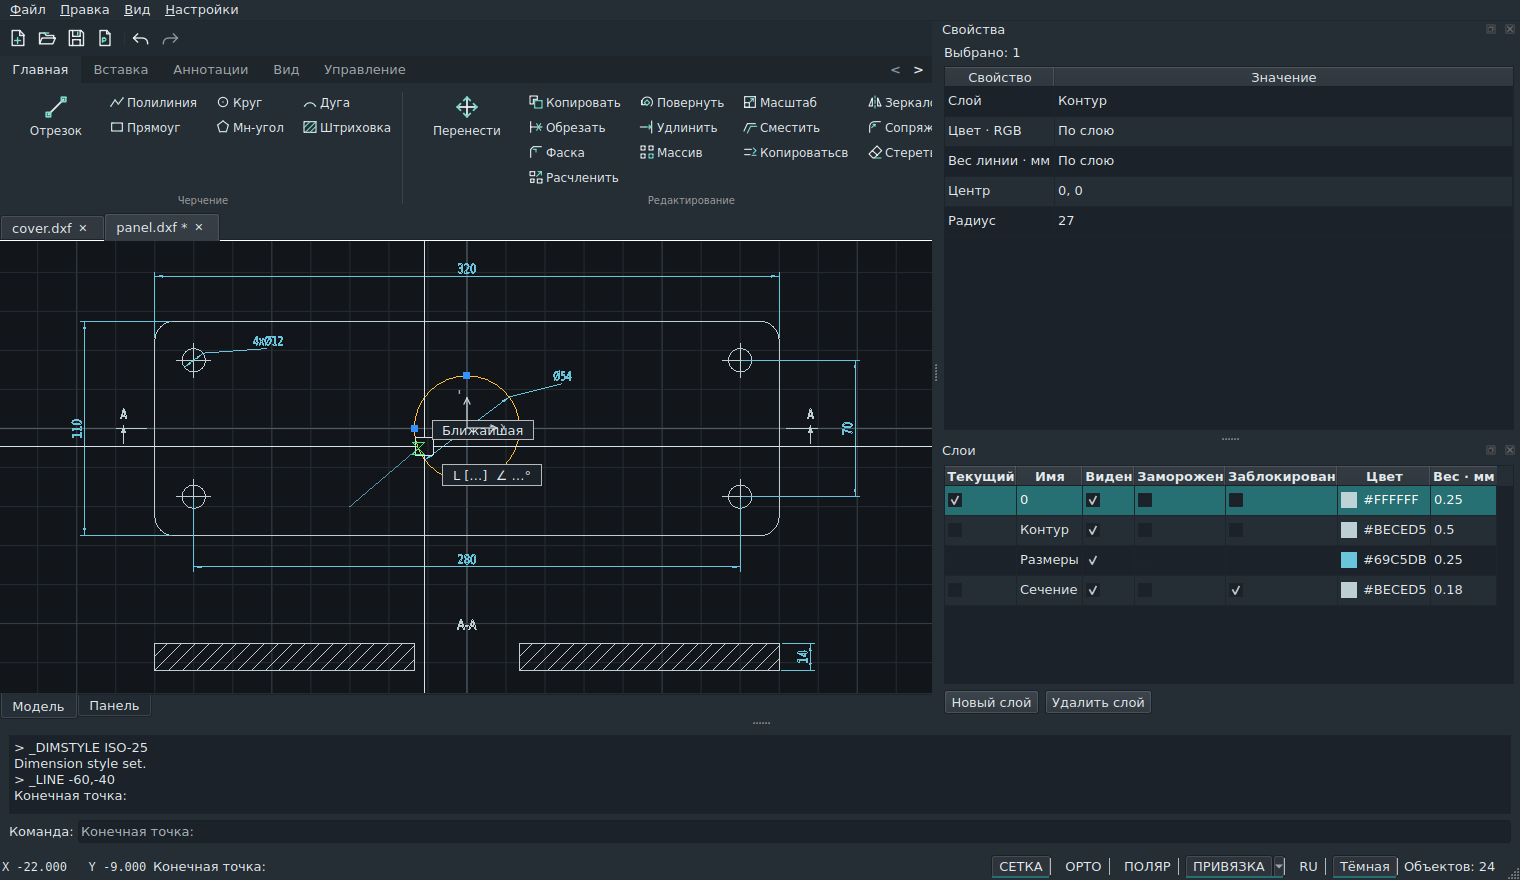 Файл Правка Вид Настройки
Главная Вставка Аннотации Вид Управление < >
Отрезок
Полилиния Круг Дуга
Прямоуг Мн-угол Штриховка
Черчение
Перенести
Копировать Повернуть Масштаб Зеркало
Обрезать Удлинить Сместить Сопряж
Фаска Массив Копироватьсв Стереть
Расчленить
Редактирование
cover.dxf × panel.dxf * ×
320
4xØ12
Ø54
A A
110
70
Ближайшая
L [...] ∠ ...°
280
A-A
14
Модель Панель
> _DIMSTYLE ISO-25
Dimension style set.
> _LINE -60,-40
Конечная точка:
Команда: Конечная точка:
X -22.000 Y -9.000 Конечная точка:
СЕТКА ОРТО ПОЛЯР ПРИВЯЗКА RU Тёмная Объектов: 24
Свойства
Выбрано: 1
Свойство Значение
Слой Контур
Цвет · RGB По слою
Вес линии · мм По слою
Центр 0, 0
Радиус 27
Слои
Текущий Имя Виден Заморожен Заблокирован Цвет Вес · мм
0 #FFFFFF 0.25
Контур #BECED5 0.5
Размеры #69C5DB 0.25
Сечение #BECED5 0.18
Новый слой Удалить слой